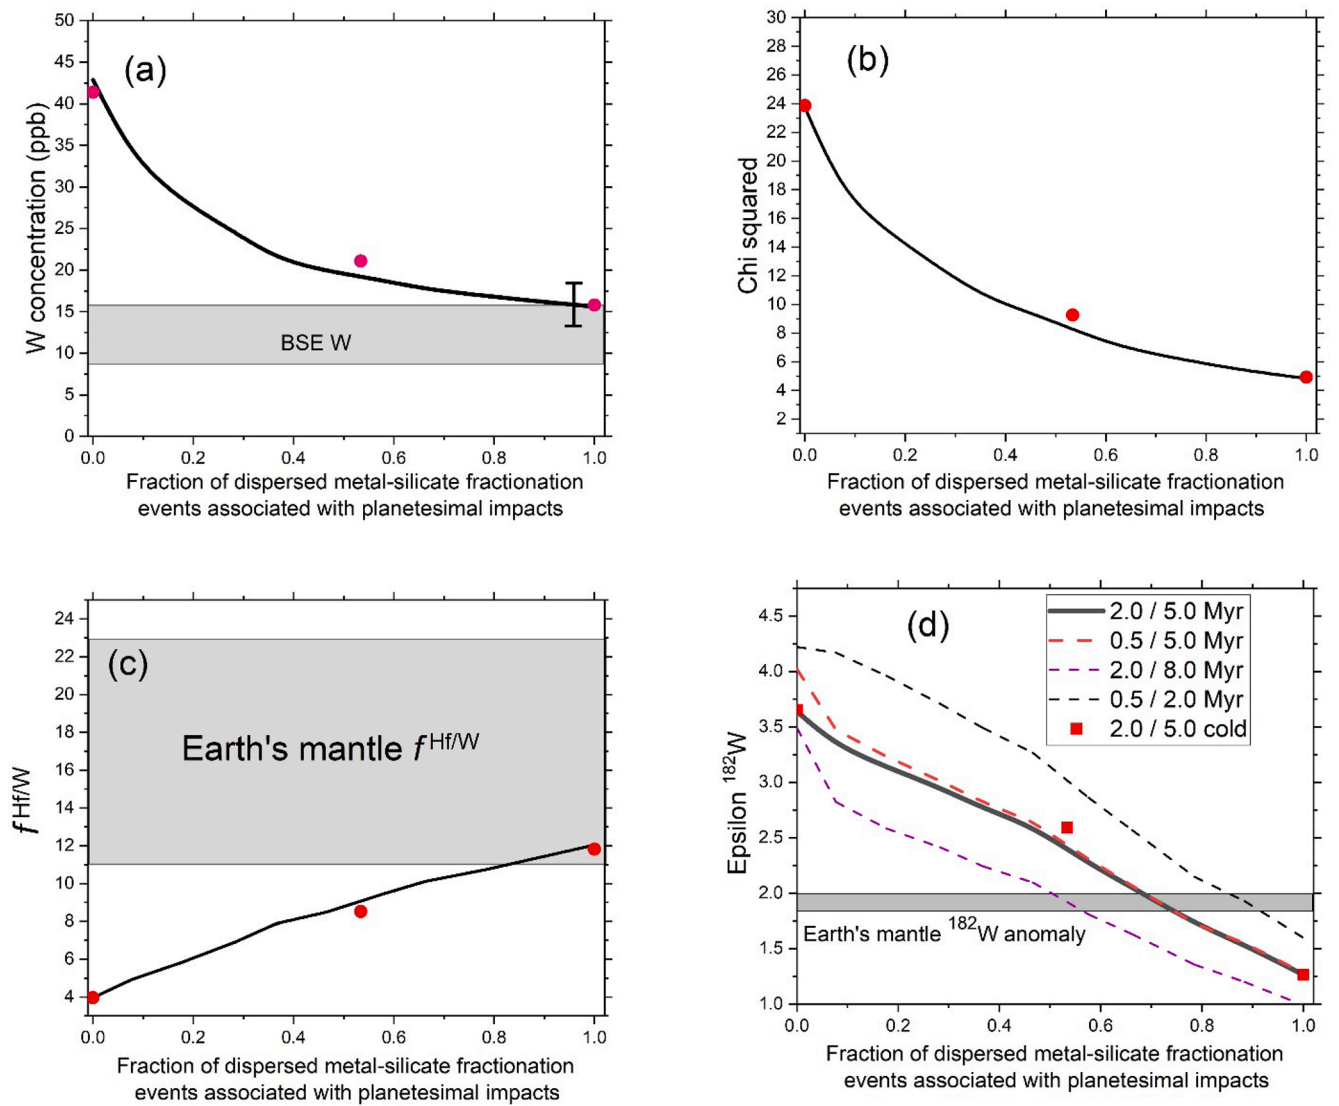 (a)
W concentration (ppb)
50
45
40
35
30
25
20
15
10
5
0
BSE W
0.0 0.2 0.4 0.6 0.8 1.0
Fraction of dispersed metal-silicate fractionation
events associated with planetesimal impacts
(b)
Chi squared
30
28
26
24
22
20
18
16
14
12
10
8
6
4
2
0.0 0.2 0.4 0.6 0.8 1.0
Fraction of dispersed metal-silicate fractionation
events associated with planetesimal impacts
(c)
f Hf/W
24
22
20
18
16
14
12
10
8
6
4
Earth's mantle f Hf/W
0.0 0.2 0.4 0.6 0.8 1.0
Fraction of dispersed metal-silicate fractionation
events associated with planetesimal impacts
(d)
Epsilon 182W
4.5
4.0
3.5
3.0
2.5
2.0
1.5
1.0
2.0 / 5.0 Myr
0.5 / 5.0 Myr
2.0 / 8.0 Myr
0.5 / 2.0 Myr
2.0 / 5.0 cold
Earth's mantle 182W anomaly
0.0 0.2 0.4 0.6 0.8 1.0
Fraction of dispersed metal-silicate fractionation
events associated with planetesimal impacts